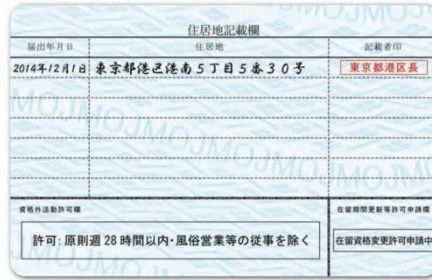 住居地記載欄
届出年月日 住居地 記載者印
2014年12月1日 東京都港区港南5丁目5番30号 東京都港区長
資格外活動許可欄 在留期間更新等許可申請欄
許可：原則週28時間以内・風俗営業等の従事を除く 在留資格変更許可申請中
MOJMOJMOJMOJ